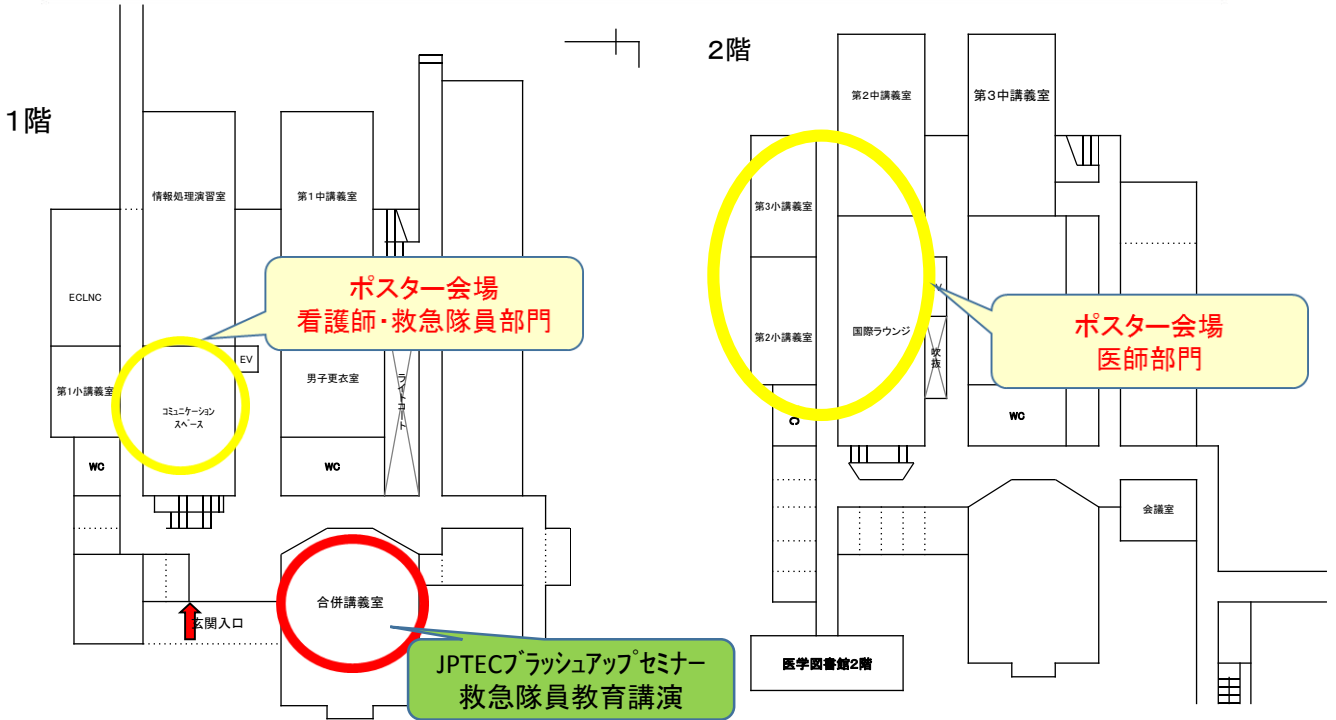 1階
情報処理演習室
第1中講義室
ECLNC
ポスター会場
看護師・救急隊員部門
EV
第1小講義室
コミュニケーション
スペース
男子更衣室
ライトコート
WC
WC
玄関入口
合併講義室
JPTECブラッシュアップセミナー
救急隊員教育講演
2階
第2中講義室
第3中講義室
第3小講義室
第2小講義室
国際ラウンジ
V
吹抜
ポスター会場
医師部門
C
WC
会議室
医学図書館2階